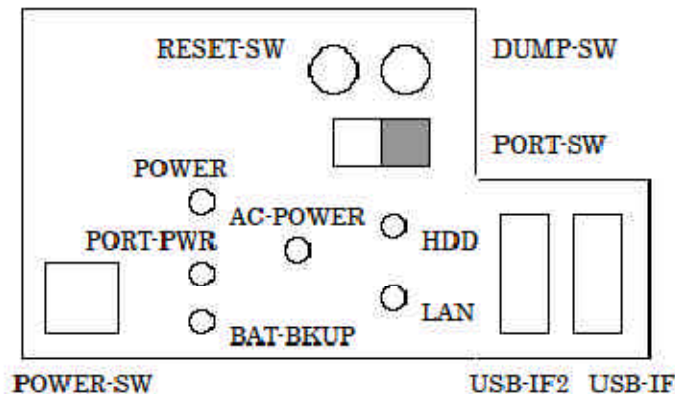 RESET-SW
DUMP-SW
PORT-SW
POWER
AC-POWER
PORT-PWR
HDD
LAN
BAT-BKUP
POWER-SW
USB-IF2
USB-IF